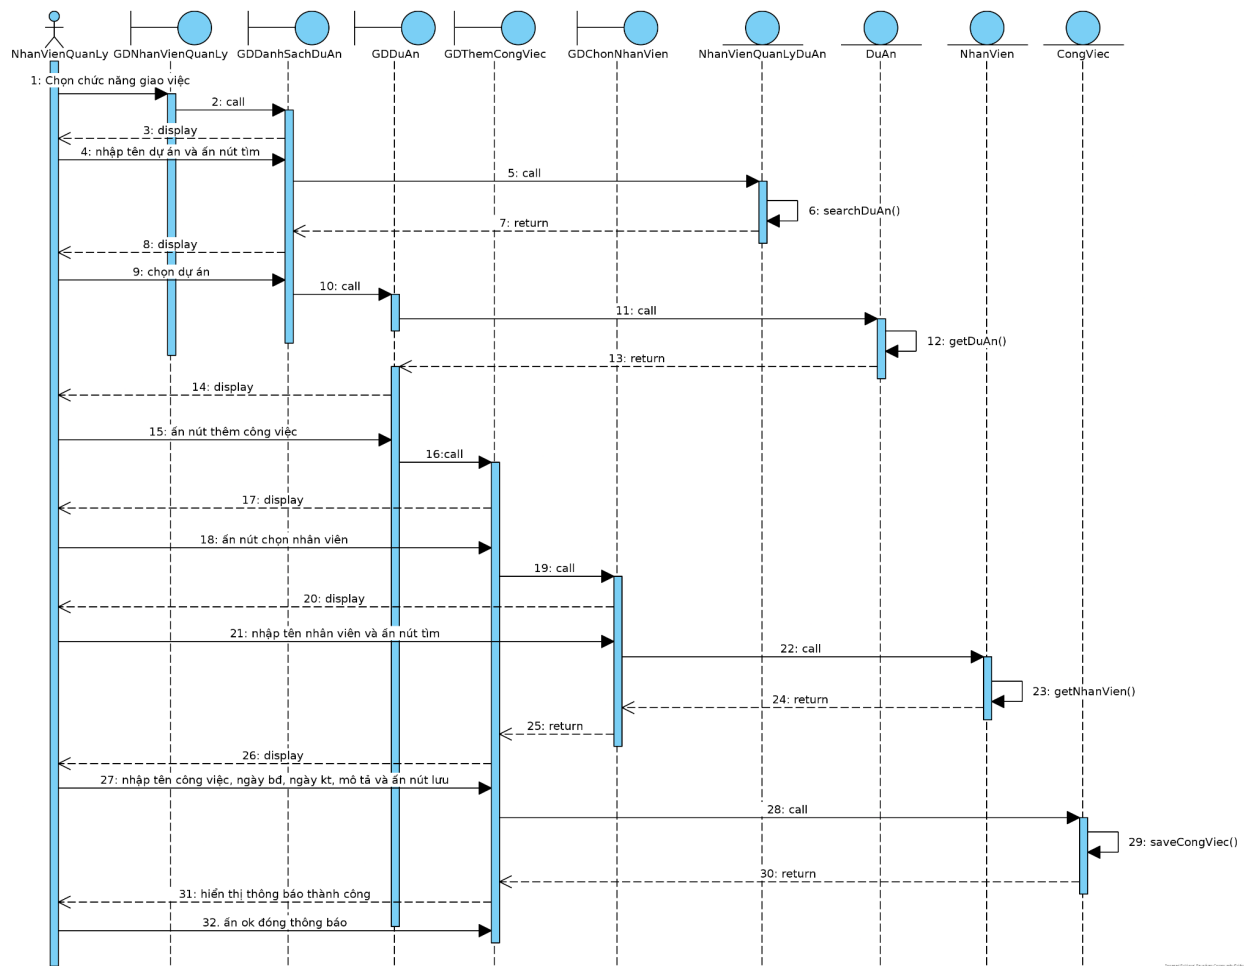 NhanVienQuanLy GDNhanVienQuanLy GDDanhSachDuAn GDDuAn GDThemCongViec GDChonNhanVien NhanVienQuanLyDuAn DuAn NhanVien CongViec
1: Chọn chức năng giao việc
2: call
3: display
4: nhập tên dự án và ấn nút tìm
5: call
6: searchDuAn()
7: return
8: display
9: chọn dự án
10: call
11: call
12: getDuAn()
13: return
14: display
15: ấn nút thêm công việc
16:call
17: display
18: ấn nút chọn nhân viên
19: call
20: display
21: nhập tên nhân viên và ấn nút tìm
22: call
23: getNhanVien()
24: return
25: return
26: display
27: nhập tên công việc, ngày bđ, ngày kt, mô tả và ấn nút lưu
28: call
29: saveCongViec()
30: return
31: hiển thị thông báo thành công
32. ấn ok đóng thông báo